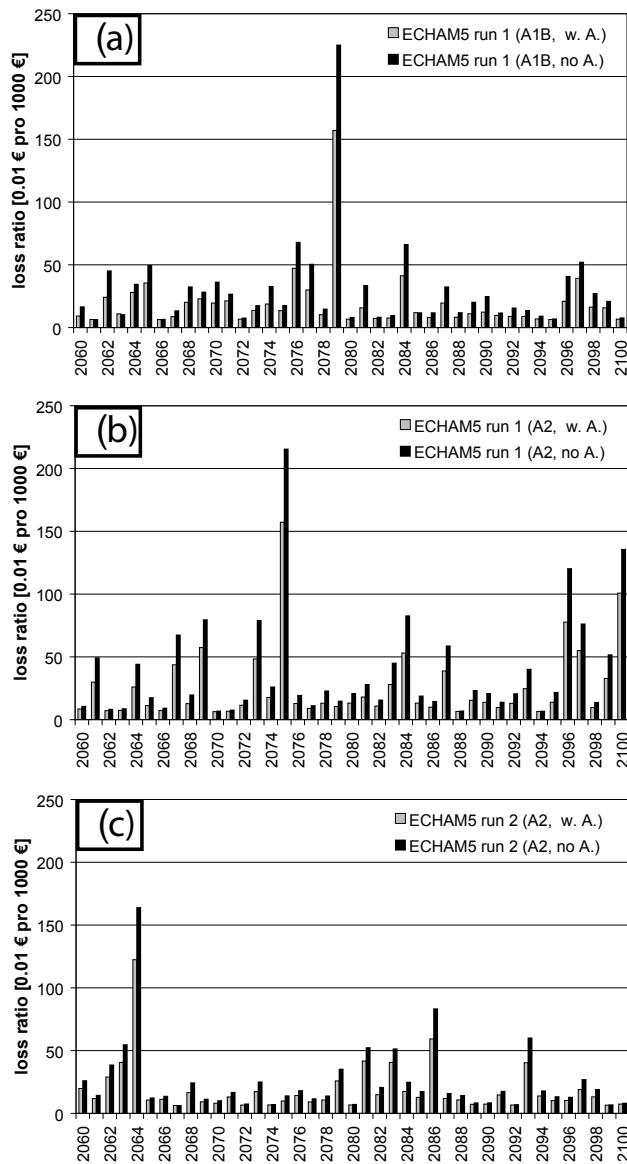 (a)
ECHAM5 run 1 (A1B, w. A.)
ECHAM5 run 1 (A1B, no A.)
loss ratio [0.01 € pro 1000 €]
250
200
150
100
50
0
2060 2062 2064 2066 2068 2070 2072 2074 2076 2078 2080 2082 2084 2086 2088 2090 2092 2094 2096 2098 2100
(b)
ECHAM5 run 1 (A2, w. A.)
ECHAM5 run 1 (A2, no A.)
loss ratio [0.01 € pro 1000 €]
250
200
150
100
50
0
2060 2062 2064 2066 2068 2070 2072 2074 2076 2078 2080 2082 2084 2086 2088 2090 2092 2094 2096 2098 2100
(c)
ECHAM5 run 2 (A2, w. A.)
ECHAM5 run 2 (A2, no A.)
loss ratio [0.01 € pro 1000 €]
250
200
150
100
50
0
2060 2062 2064 2066 2068 2070 2072 2074 2076 2078 2080 2082 2084 2086 2088 2090 2092 2094 2096 2098 2100